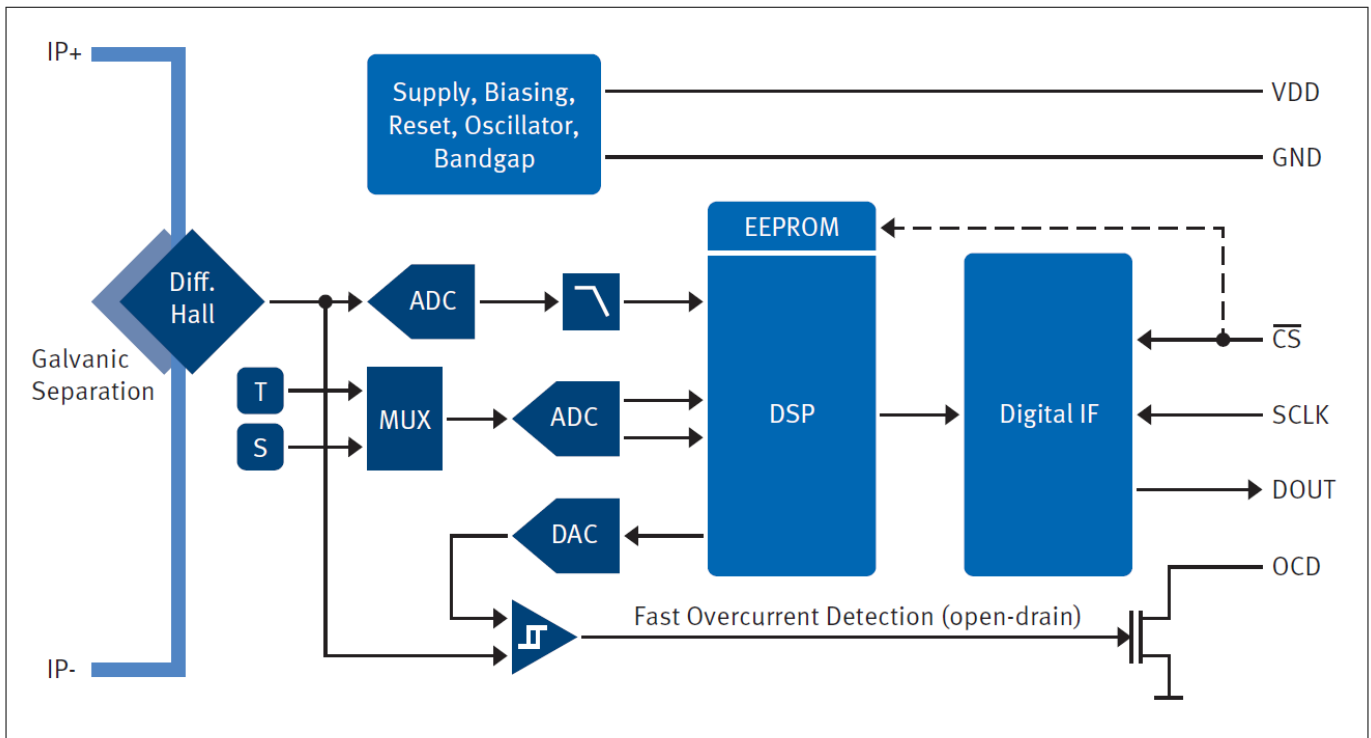 IP+
Supply, Biasing,
Reset, Oscillator,
Bandgap
VDD
GND
EEPROM
Diff.
Hall
ADC
Galvanic
Separation
T
S
MUX
ADC
DSP
Digital IF
C̅S̅
SCLK
DOUT
DAC
OCD
Fast Overcurrent Detection (open-drain)
IP-